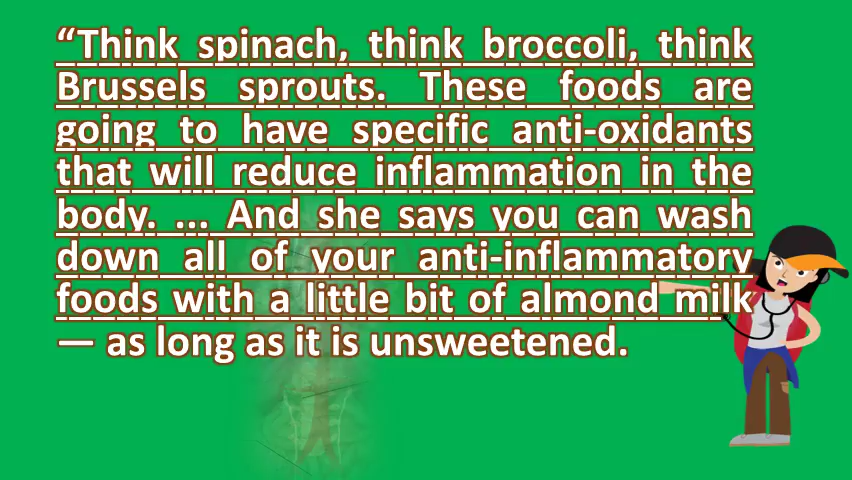 “Think spinach, think broccoli, think
Brussels sprouts. These foods are
going to have specific anti-oxidants
that will reduce inflammation in the
body. ... And she says you can wash
down all of your anti-inflammatory
foods with a little bit of almond milk
— as long as it is unsweetened.